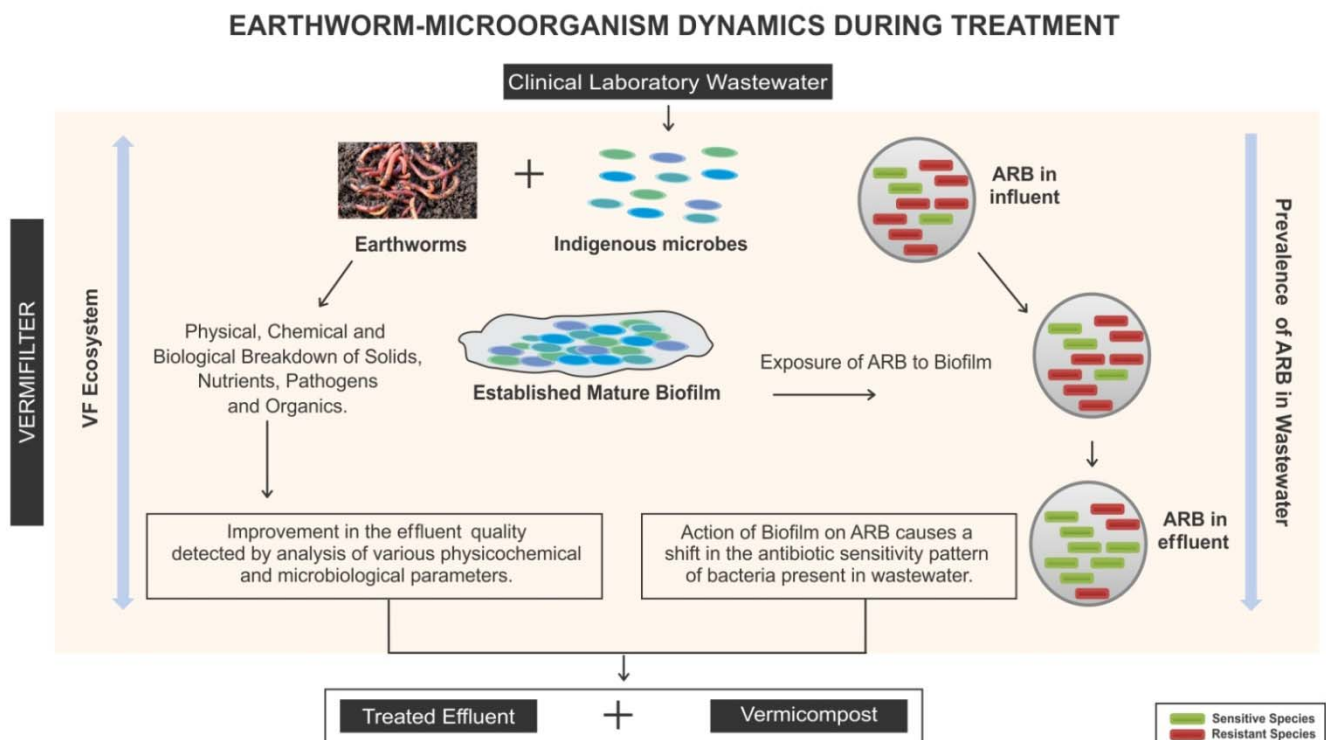 EARTHWORM-MICROORGANISM DYNAMICS DURING TREATMENT
Clinical Laboratory Wastewater
VERMIFILTER
VF Ecosystem
+
Earthworms
Indigenous microbes
ARB in
influent
Prevalence of ARB in Wastewater
Physical, Chemical and
Biological Breakdown of Solids,
Nutrients, Pathogens
and Organics.
Established Mature Biofilm
Exposure of ARB to Biofilm
Improvement in the effluent quality
detected by analysis of various physicochemical
and microbiological parameters.
Action of Biofilm on ARB causes a
shift in the antibiotic sensitivity pattern
of bacteria present in wastewater.
ARB in
effluent
Treated Effluent
+
Vermicompost
Sensitive Species
Resistant Species